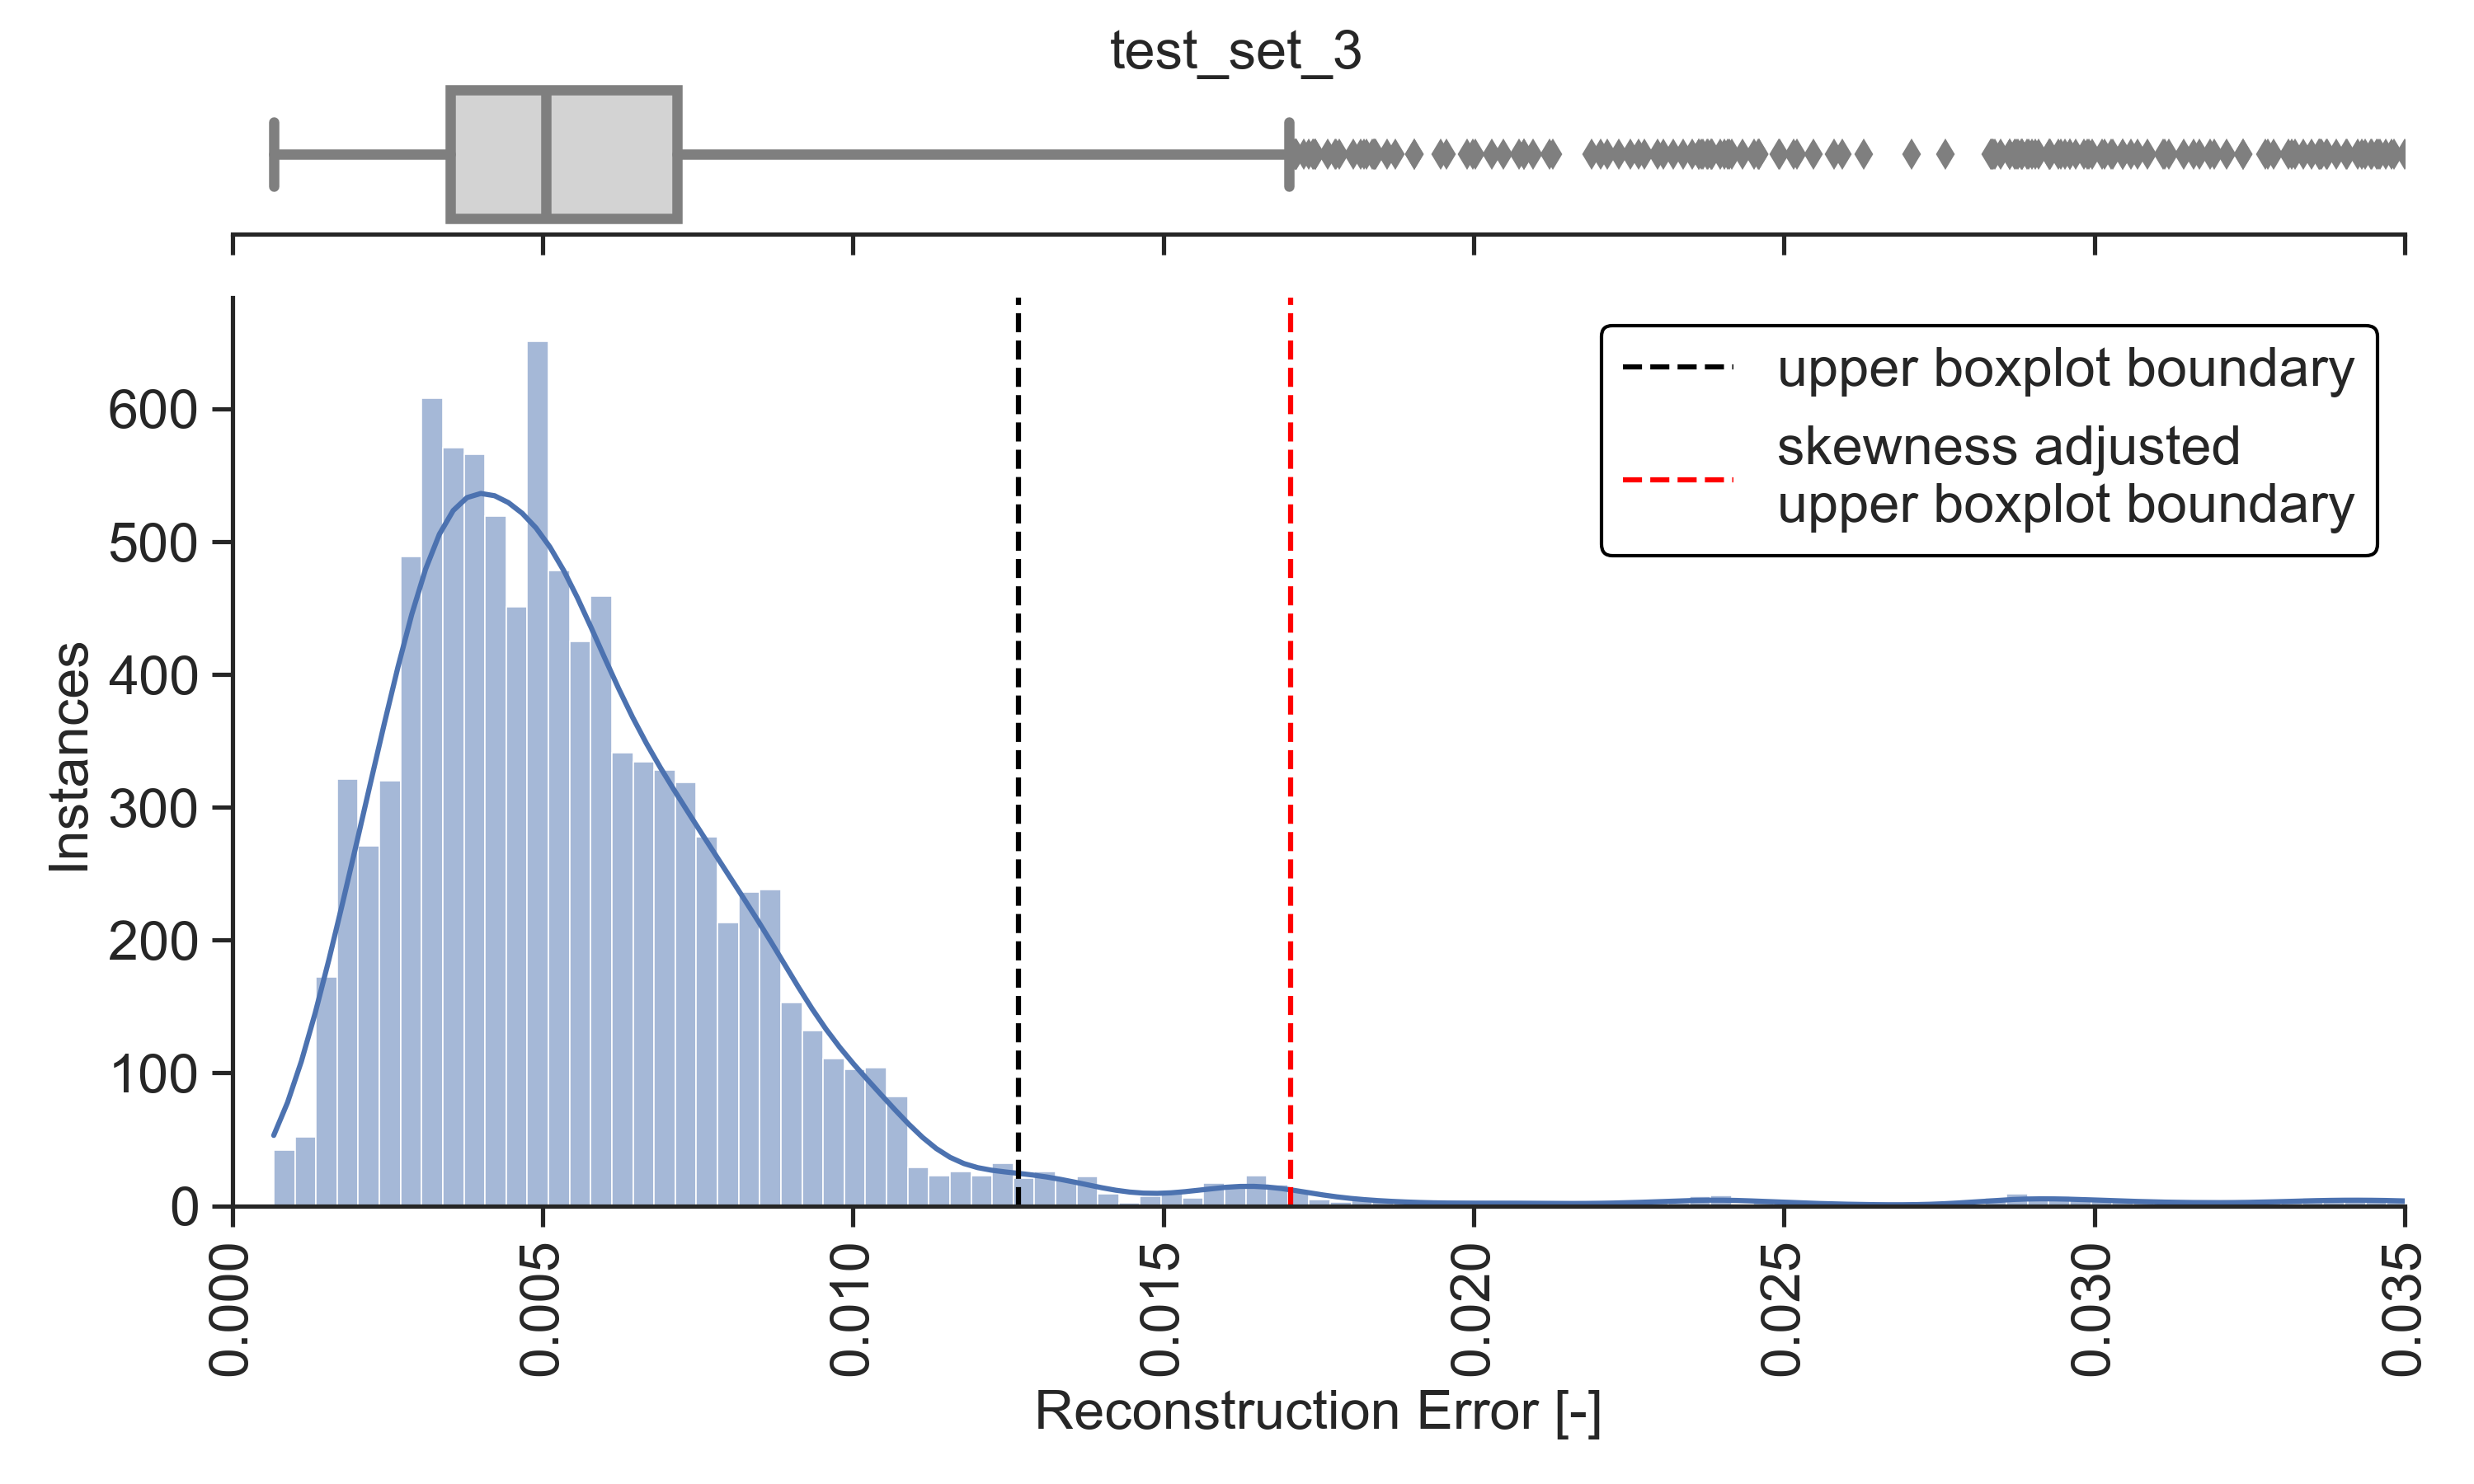 test_set_3
upper boxplot boundary
skewness adjusted
upper boxplot boundary
600
500
400
300
200
100
0
Instances
0.000
0.005
0.010
0.015
0.020
0.025
0.030
0.035
Reconstruction Error [-]